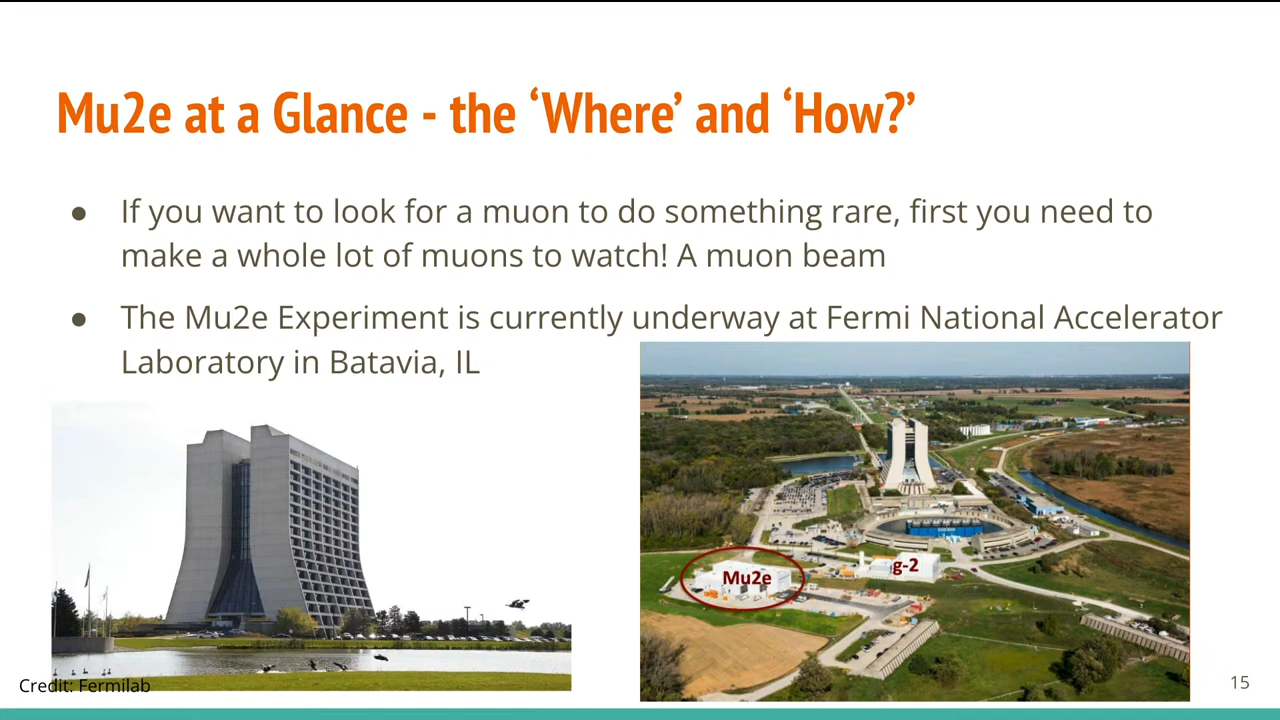 Mu2e at a Glance - the ‘Where’ and ‘How?’
● If you want to look for a muon to do something rare, first you need to
make a whole lot of muons to watch! A muon beam
● The Mu2e Experiment is currently underway at Fermi National Accelerator
Laboratory in Batavia, IL
g-2
Mu2e
Credit: Fermilab
15